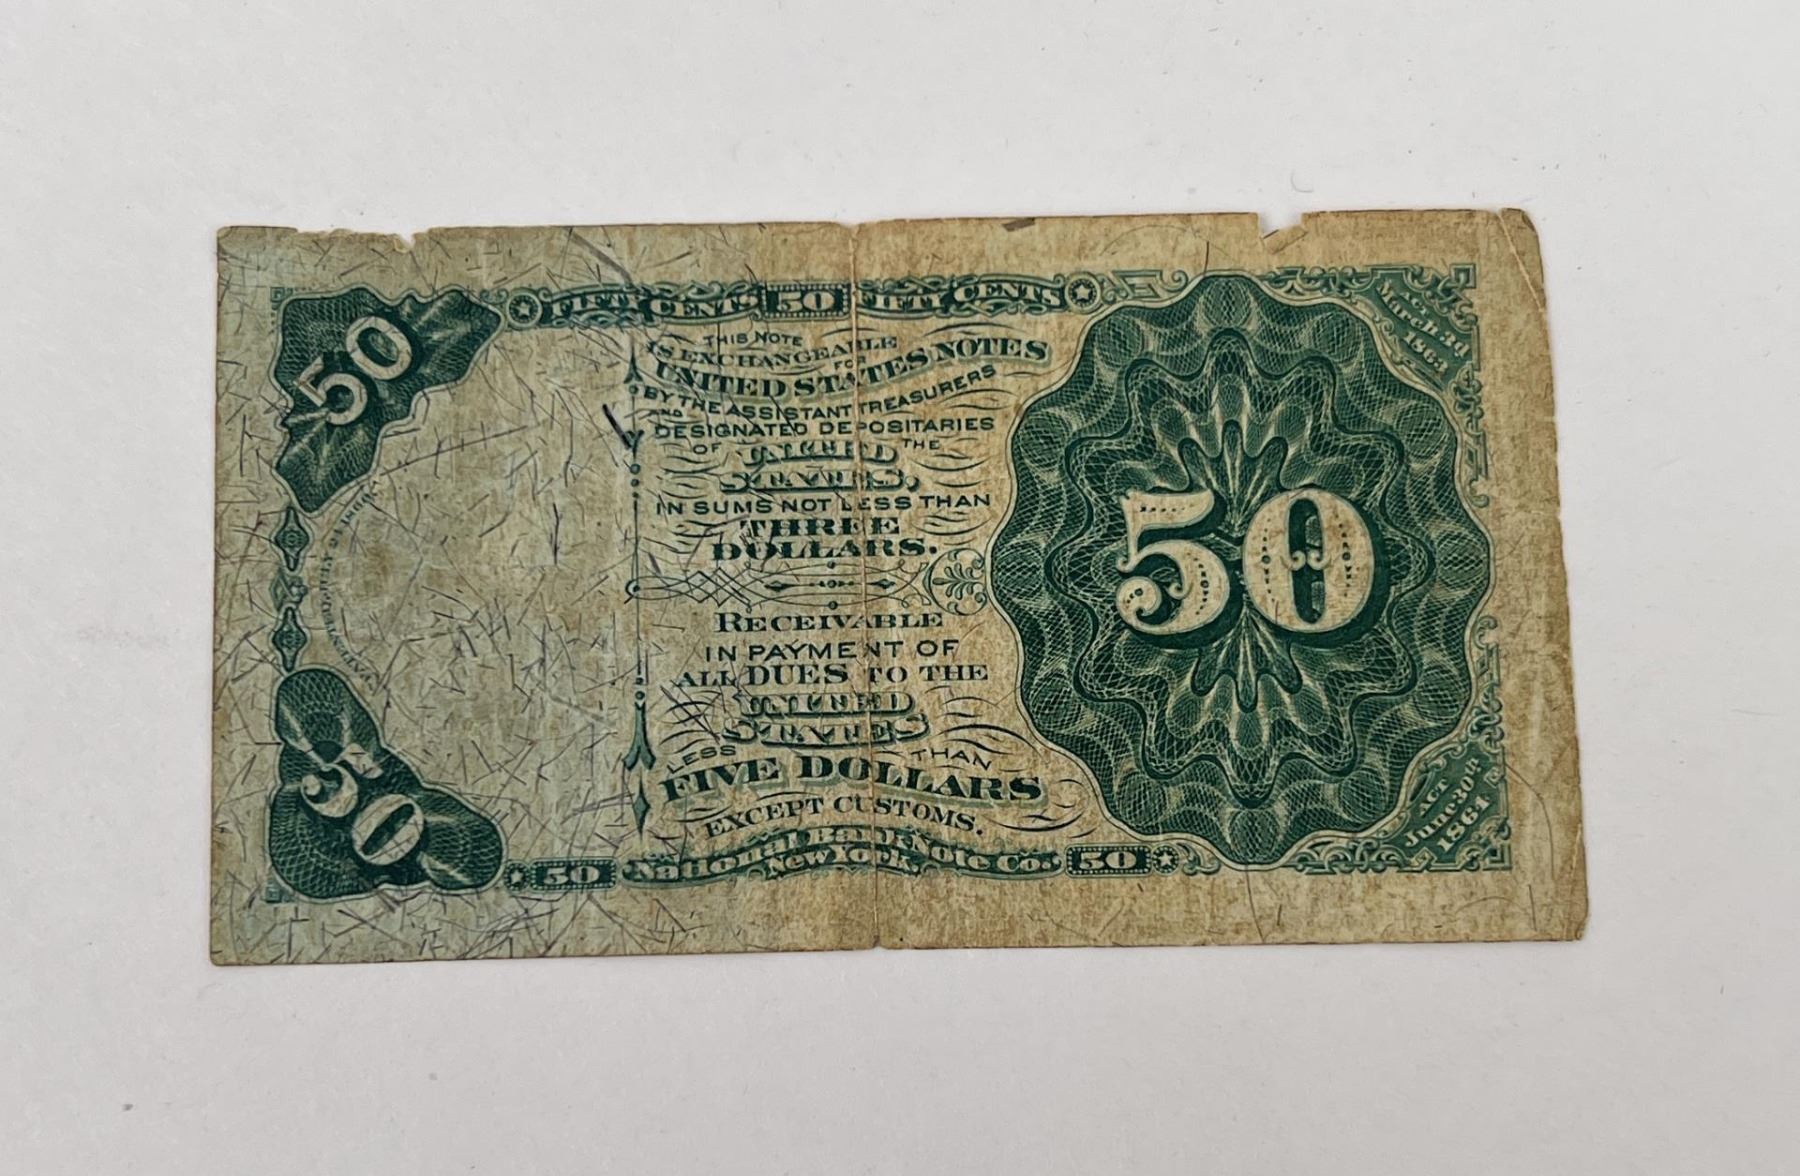 FIFTY CENTS 50 FIFTY CENTS
50
THIS NOTE
IS EXCHANGEABLE
FOR
UNITED STATES NOTES
BY THE ASSISTANT TREASURERS
AND
DESIGNATED DEPOSITARIES
OF THE
UNITED
STATES,
IN SUMS NOT LESS THAN
THREE
DOLLARS.
RECEIVABLE
IN PAYMENT OF
ALL DUES TO THE
UNITED
STATES
LESS THAN
FIVE DOLLARS
EXCEPT CUSTOMS.
50
50 National Bank Note Co. 50
New York.
50
ACT
March 3d
1863
ACT
June 30th
1864